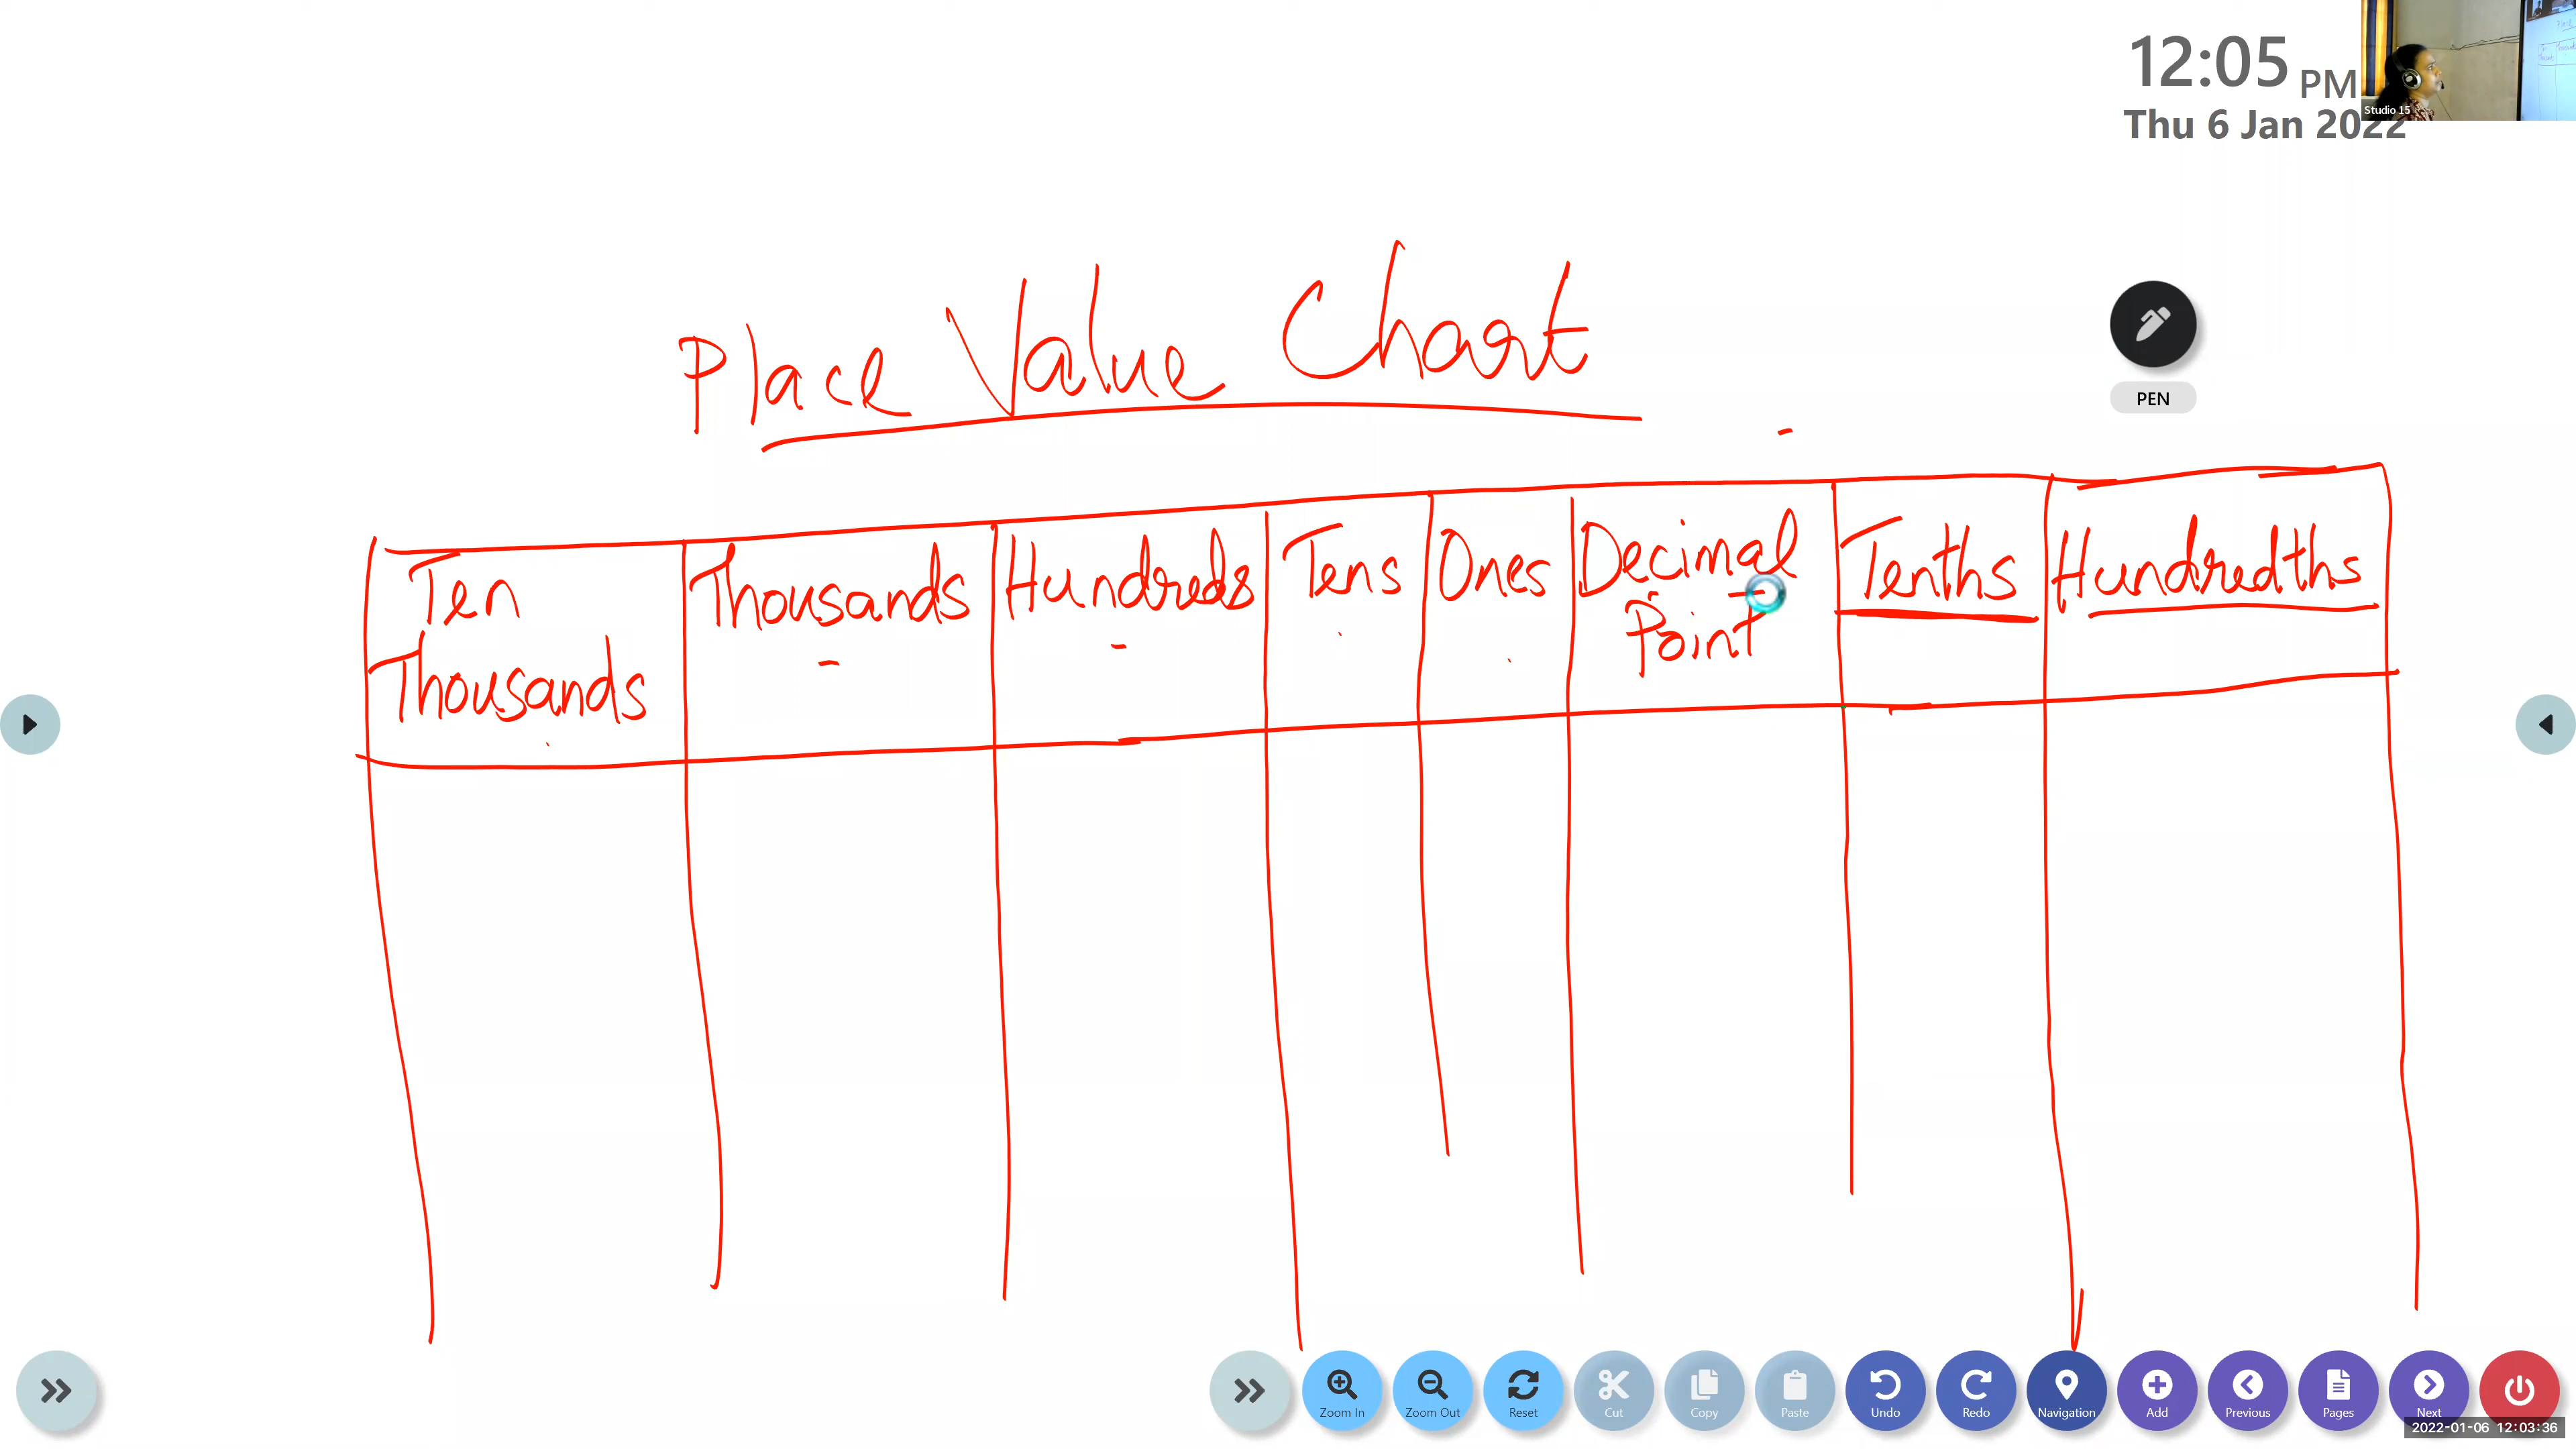 12:05 PM
Studio 15
Thu 6 Jan 2022
Place Value Chart
PEN
Ten Thousands
Thousands
Hundreds
Tens
Ones
Decimal Point
Tenths
Hundredths
Zoom In
Zoom Out
Reset
Cut
Copy
Paste
Undo
Redo
Navigation
Add
Previous
Pages
Next
2022-01-06 12:03:36